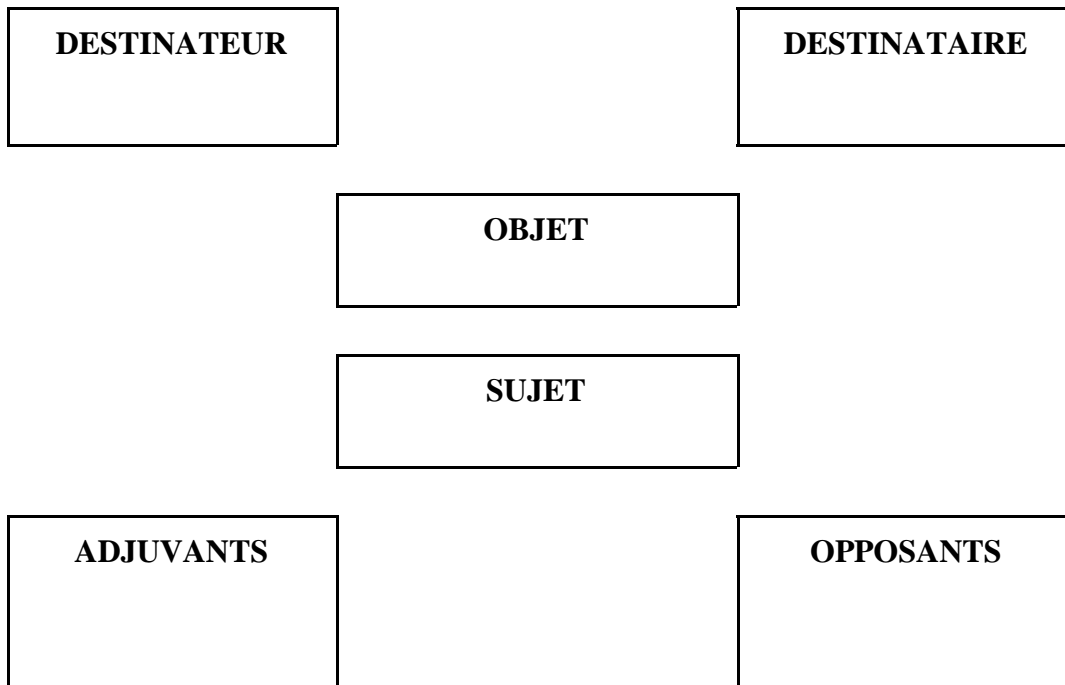 DESTINATEUR
DESTINATAIRE
OBJET
SUJET
ADJUVANTS
OPPOSANTS